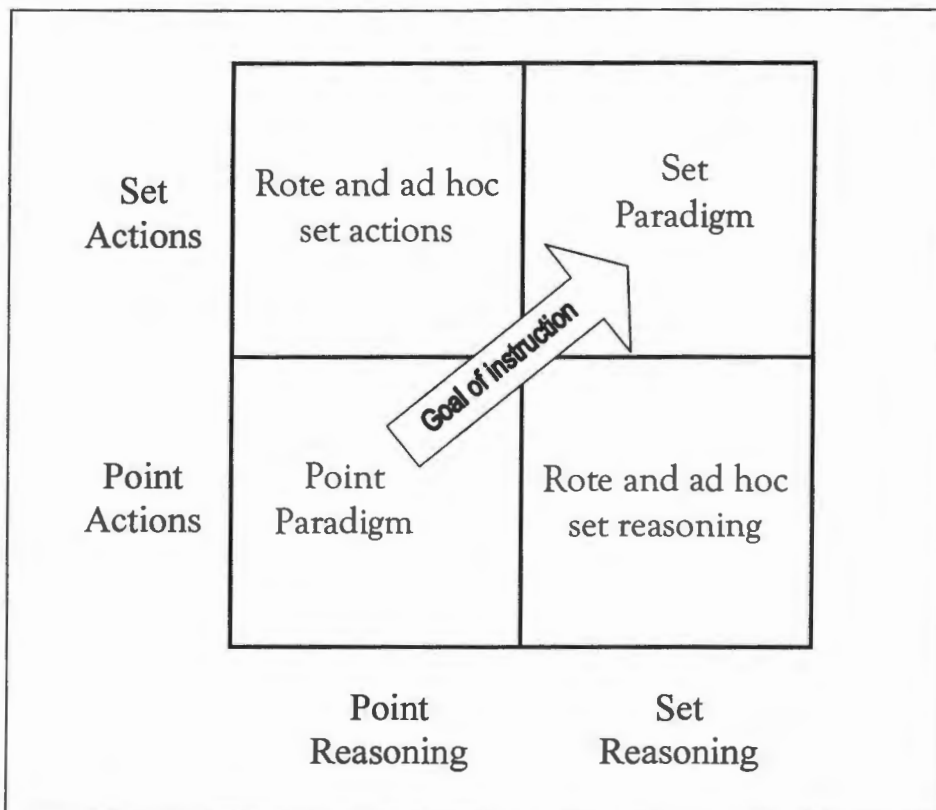 Set
Actions
Rote and ad hoc
set actions
Set
Paradigm
Goal of instruction
Point
Actions
Point
Paradigm
Rote and ad hoc
set reasoning
Point
Reasoning
Set
Reasoning